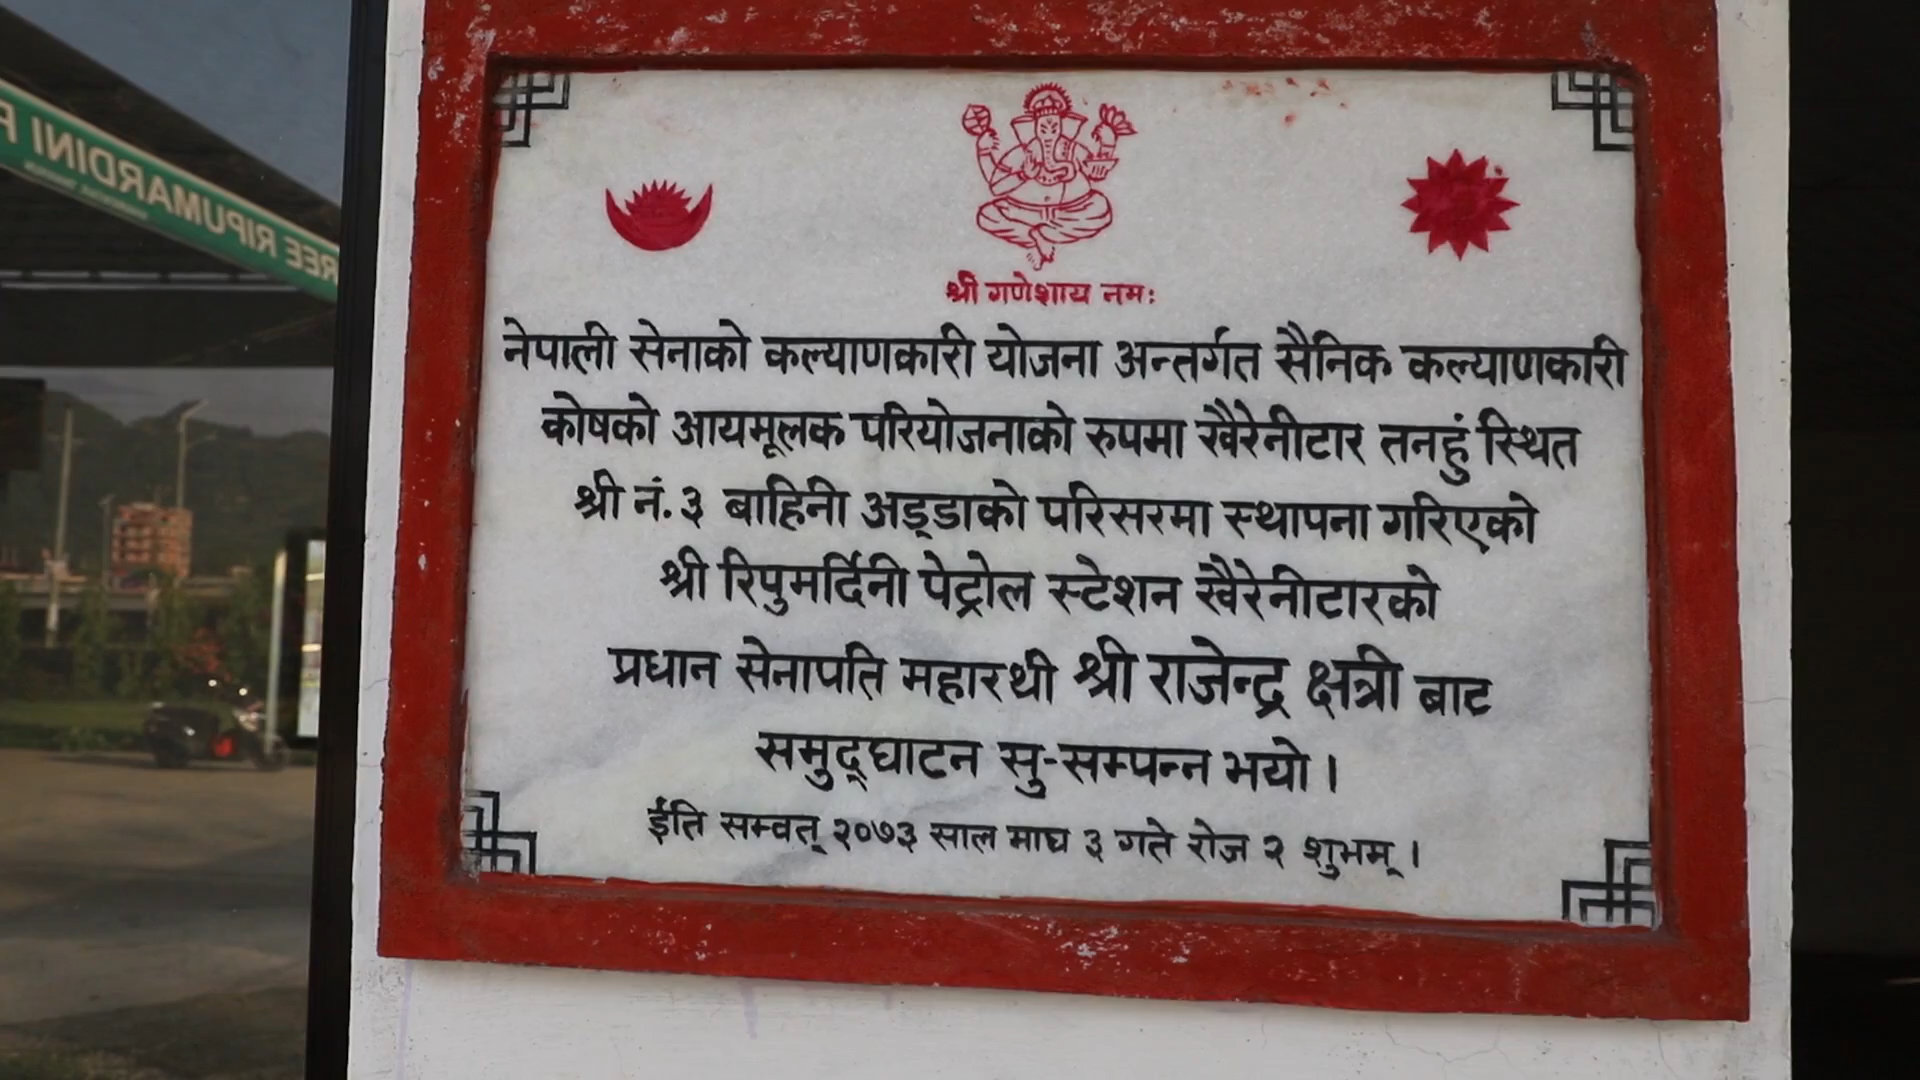 श्री गणेशाय नमः
नेपाली सेनाको कल्याणकारी योजना अन्तर्गत सैनिक कल्याणकारी
कोषको आयमूलक परियोजनाको रुपमा खैरेनीटार तनहुं स्थित
श्री नं. ३ बाहिनी अड्डाको परिसरमा स्थापना गरिएको
श्री रिपुमर्दिनी पेट्रोल स्टेशन खैरेनीटारको
प्रधान सेनापति महारथी श्री राजेन्द्र क्षत्री बाट
समुद्घाटन सु-सम्पन्न भयो ।
ईति सम्वत् २०७३ साल माघ ३ गते रोज २ शुभम् ।
REE RIPUMARDINI